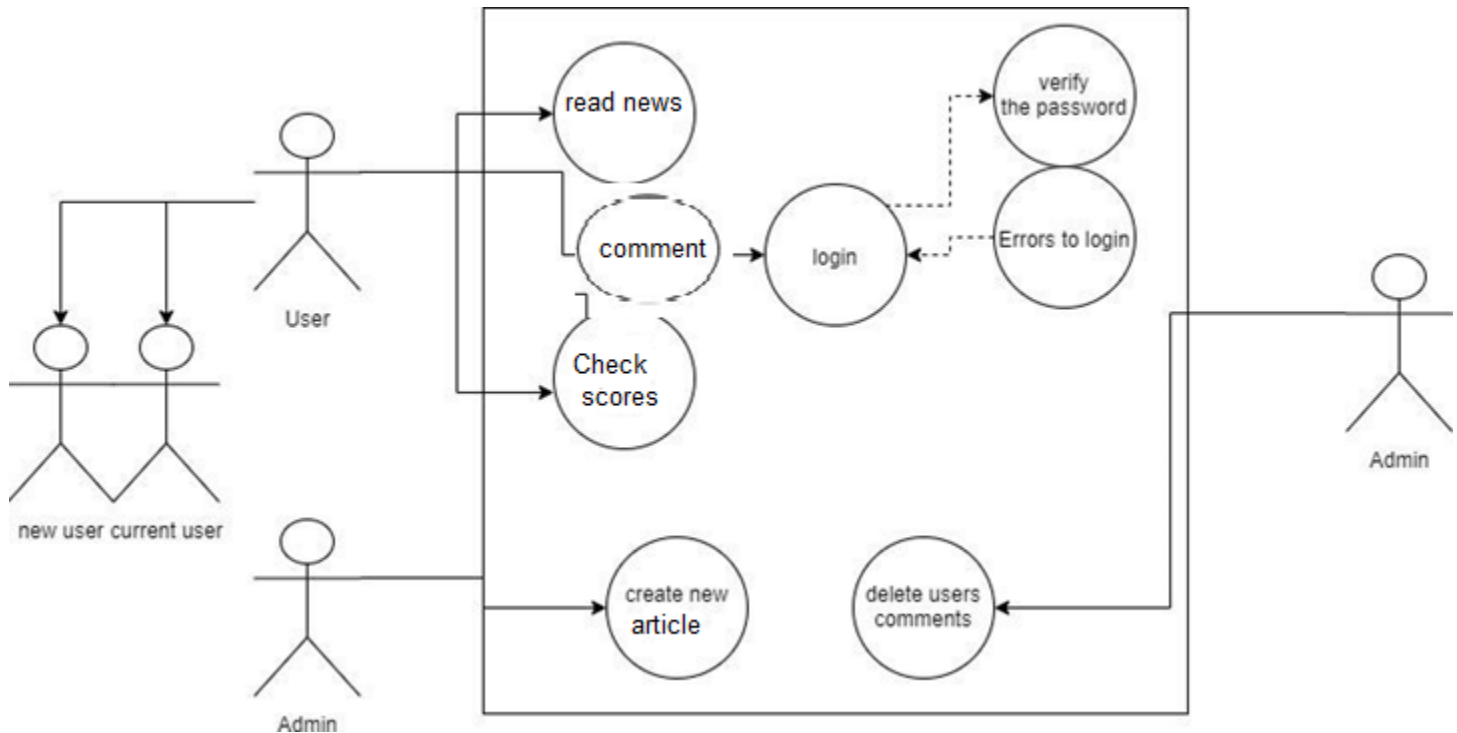 read news
verify
the password
comment
login
Errors to login
User
Check
scores
Admin
new user current user
create new
article
delete users
comments
Admin